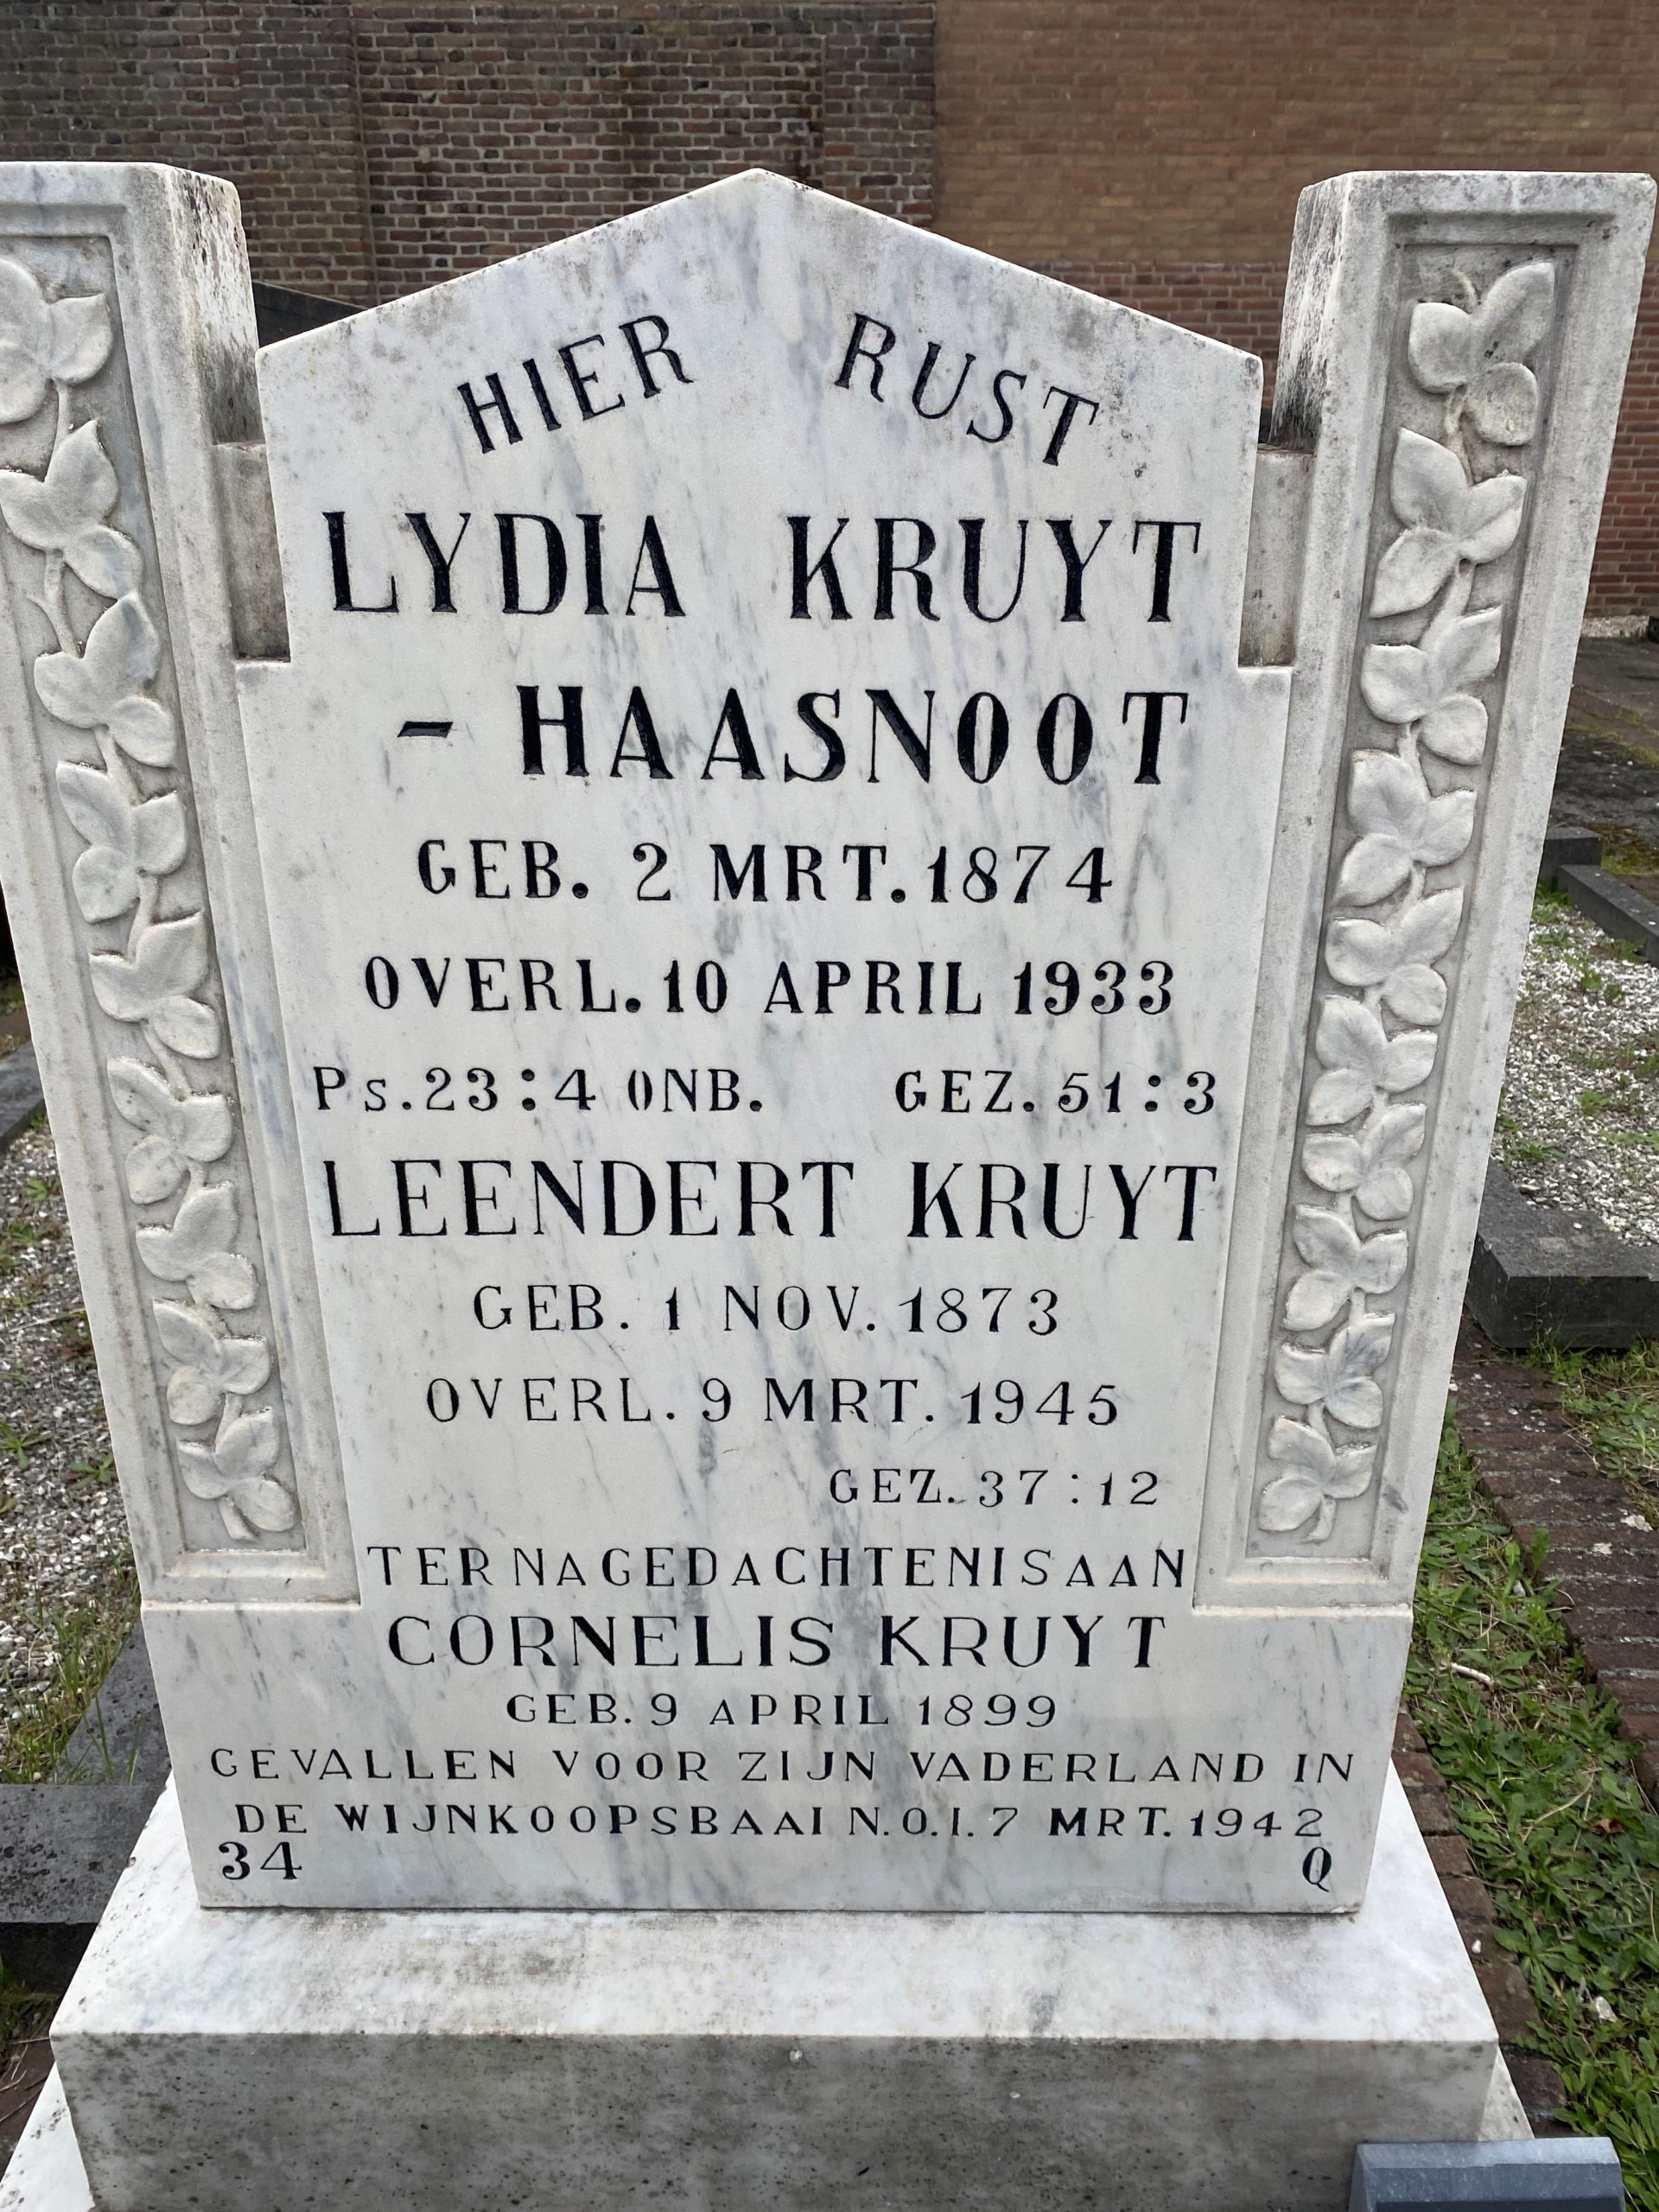 HIER RUST
LYDIA KRUYT
- HAASNOOT
GEB. 2 MRT. 1874
OVERL. 10 APRIL 1933
Ps. 23:4 ONB. GEZ. 51:3
LEENDERT KRUYT
GEB. 1 NOV. 1873
OVERL. 9 MRT. 1945
GEZ. 37:12
TER NAGEDACHTENIS AAN
CORNELIS KRUYT
GEB. 9 APRIL 1899
GEVALLEN VOOR ZIJN VADERLAND IN
DE WIJNKOOPSBAAI N.O.I. 7 MRT. 1942
34 Q